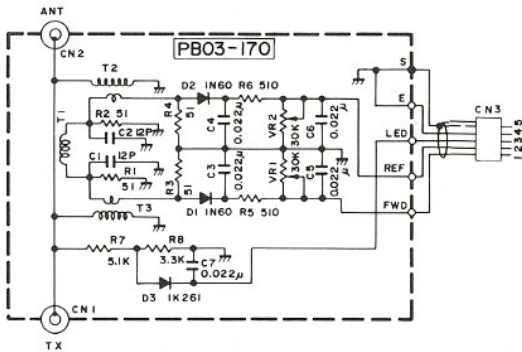 ANT
CN2
PB03-170
T2
D2 1N60 R6 510
R4
51
C4
0.022µ
VR2
30K
C6
0.022µ
S
E
LED
CN3
12345
T1
R2 51
C2 12P
C1 12P
R1
51
R3
51
C3
0.022µ
VR1
30K
C5
0.022
µ
REF
D1 1N60 R5 510
FWD
T3
R7
5.1K
R8
3.3K
C7
0.022µ
D3 1K261
CN1
TX